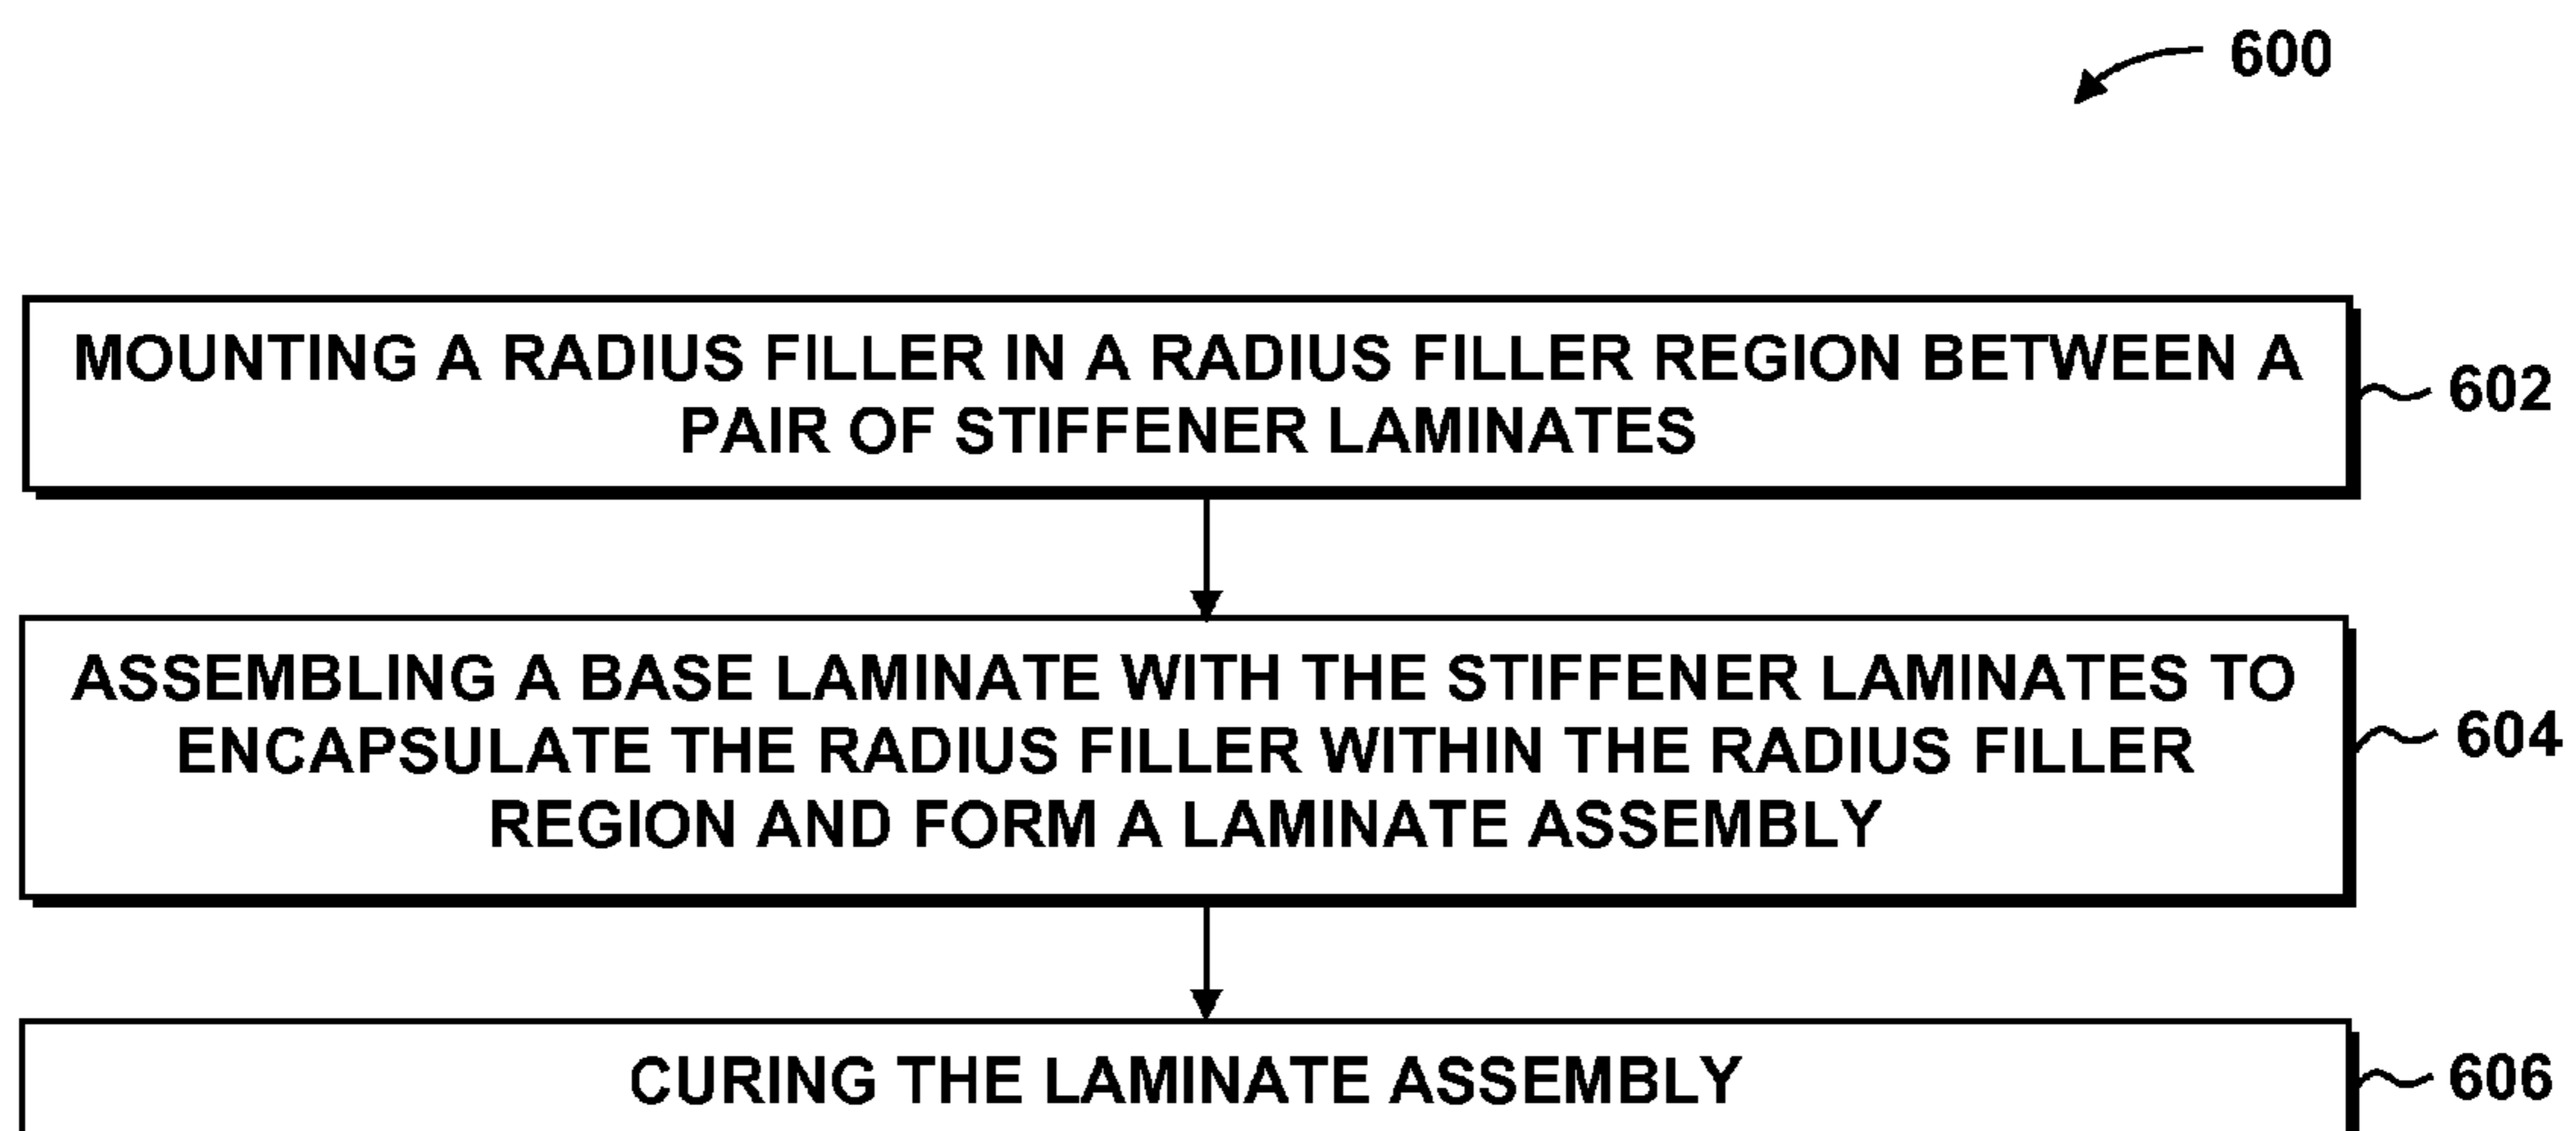 600
MOUNTING A RADIUS FILLER IN A RADIUS FILLER REGION BETWEEN A
PAIR OF STIFFENER LAMINATES
602
ASSEMBLING A BASE LAMINATE WITH THE STIFFENER LAMINATES TO
ENCAPSULATE THE RADIUS FILLER WITHIN THE RADIUS FILLER
REGION AND FORM A LAMINATE ASSEMBLY
604
CURING THE LAMINATE ASSEMBLY
606